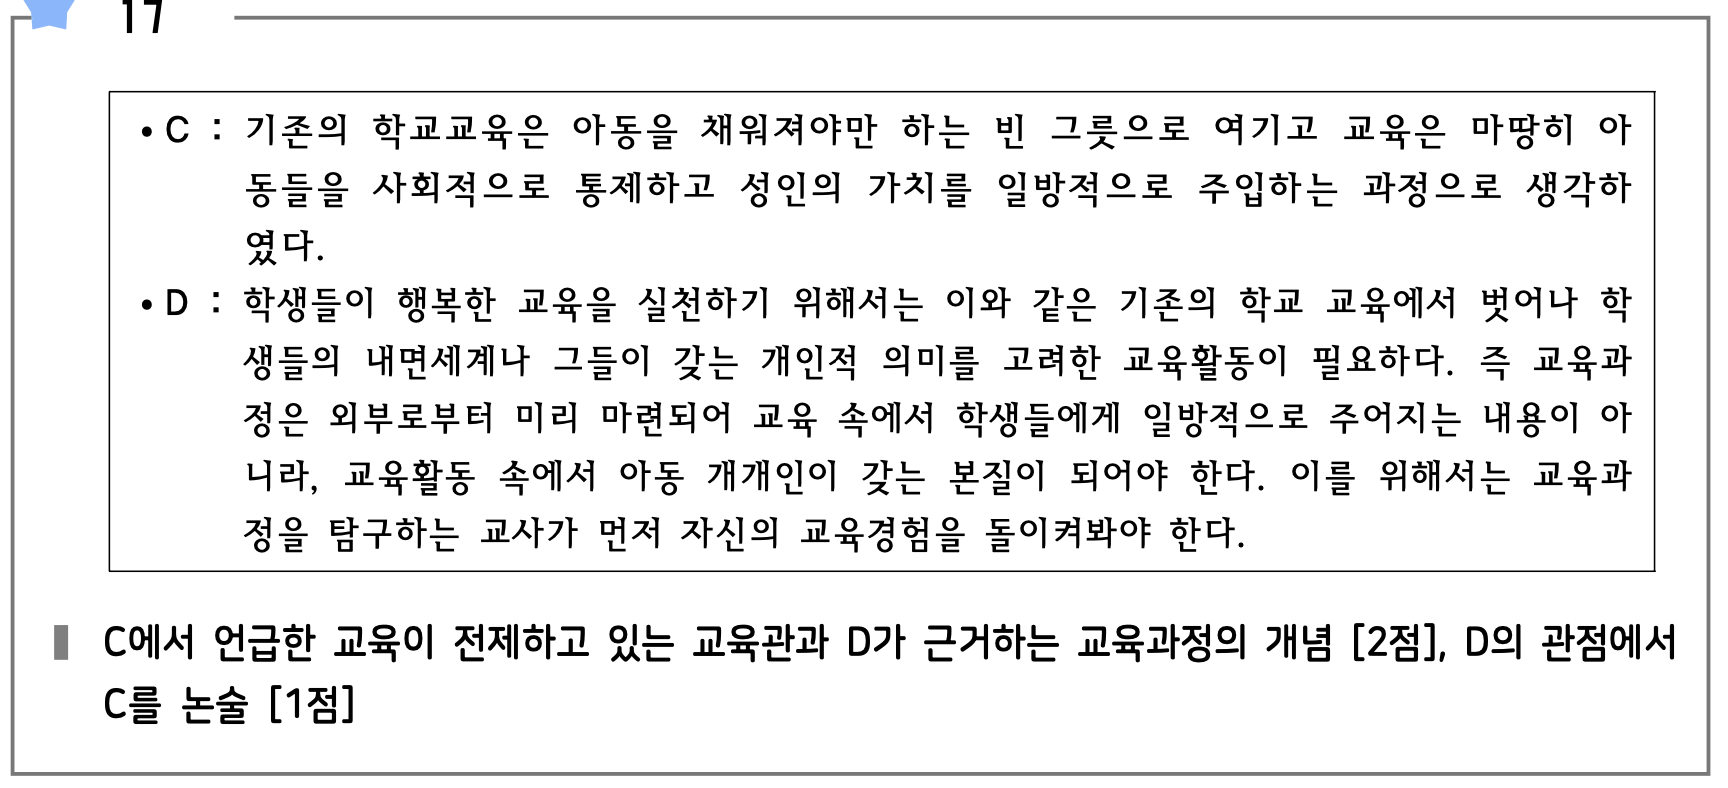 17
• C : 기존의 학교교육은 아동을 채워져야만 하는 빈 그릇으로 여기고 교육은 마땅히 아
동들을 사회적으로 통제하고 성인의 가치를 일방적으로 주입하는 과정으로 생각하
였다.
• D : 학생들이 행복한 교육을 실천하기 위해서는 이와 같은 기존의 학교 교육에서 벗어나 학
생들의 내면세계나 그들이 갖는 개인적 의미를 고려한 교육활동이 필요하다. 즉 교육과
정은 외부로부터 미리 마련되어 교육 속에서 학생들에게 일방적으로 주어지는 내용이 아
니라, 교육활동 속에서 아동 개개인이 갖는 본질이 되어야 한다. 이를 위해서는 교육과
정을 탐구하는 교사가 먼저 자신의 교육경험을 돌이켜봐야 한다.
C에서 언급한 교육이 전제하고 있는 교육관과 D가 근거하는 교육과정의 개념 [2점], D의 관점에서
C를 논술 [1점]